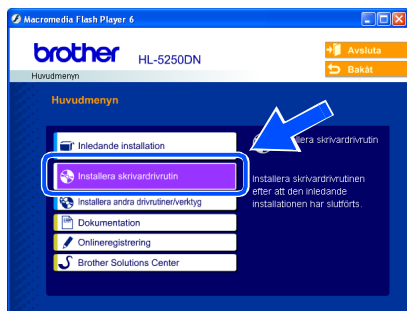 Macromedia Flash Player 6
brother HL-5250DN
Avsluta
Bakåt
Huvudmenyn
Huvudmenyn
Inledande installation
Installera skrivardrivrutin
Installera andra drivrutiner/verktyg
Dokumentation
Onlineregistrering
Brother Solutions Center
skrivardrivrutin
Installera skrivardrivrutinen
efter att den inledande
installationen har slutförts.